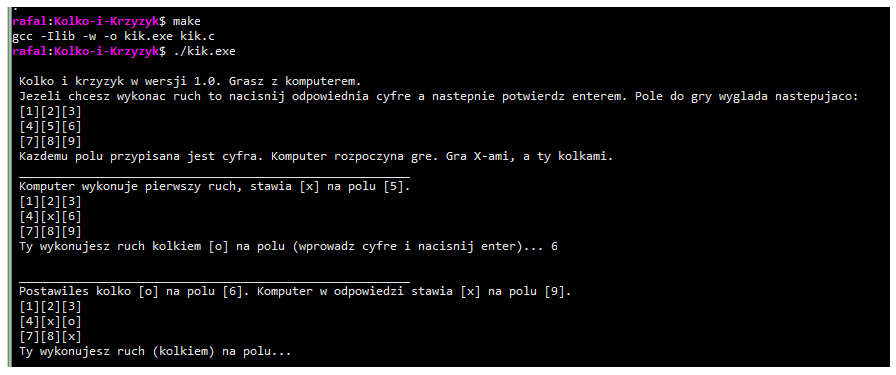 rafal:Kolko-i-Krzyzyk$ make
gcc -Ilib -w -o kik.exe kik.c
rafal:Kolko-i-Krzyzyk$ ./kik.exe
Kolko i krzyzyk w wersji 1.0. Grasz z komputerem.
Jezeli chcesz wykonac ruch to nacisnij odpowiednia cyfre a nastepnie potwierdz enterem. Pole do gry wyglada nastepujaco:
[1][2][3]
[4][5][6]
[7][8][9]
Kazdemu polu przypisana jest cyfra. Komputer rozpoczyna gre. Gra X-ami, a ty kolkami.
Komputer wykonuje pierwszy ruch, stawia [x] na polu [5].
[1][2][3]
[4][x][6]
[7][8][9]
Ty wykonujesz ruch kolkiem [o] na polu (wprowadz cyfre i nacisnij enter)... 6
Postawiles kolko [o] na polu [6]. Komputer w odpowiedzi stawia [x] na polu [9].
[1][2][3]
[4][x][o]
[7][8][x]
Ty wykonujesz ruch (kolkiem) na polu...